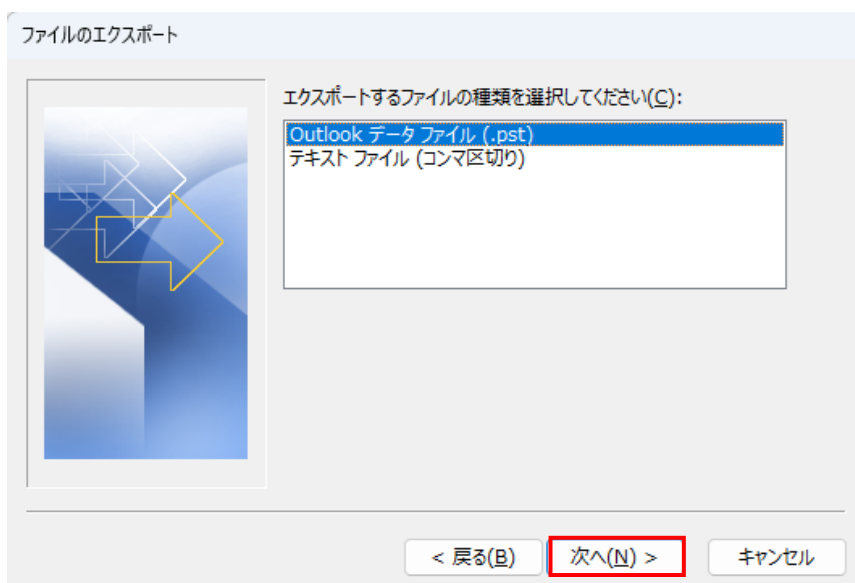 ファイルのエクスポート
エクスポートするファイルの種類を選択してください(C):
Outlook データ ファイル (.pst)
テキスト ファイル (コンマ区切り)
< 戻る(B)
次へ(N) >
キャンセル